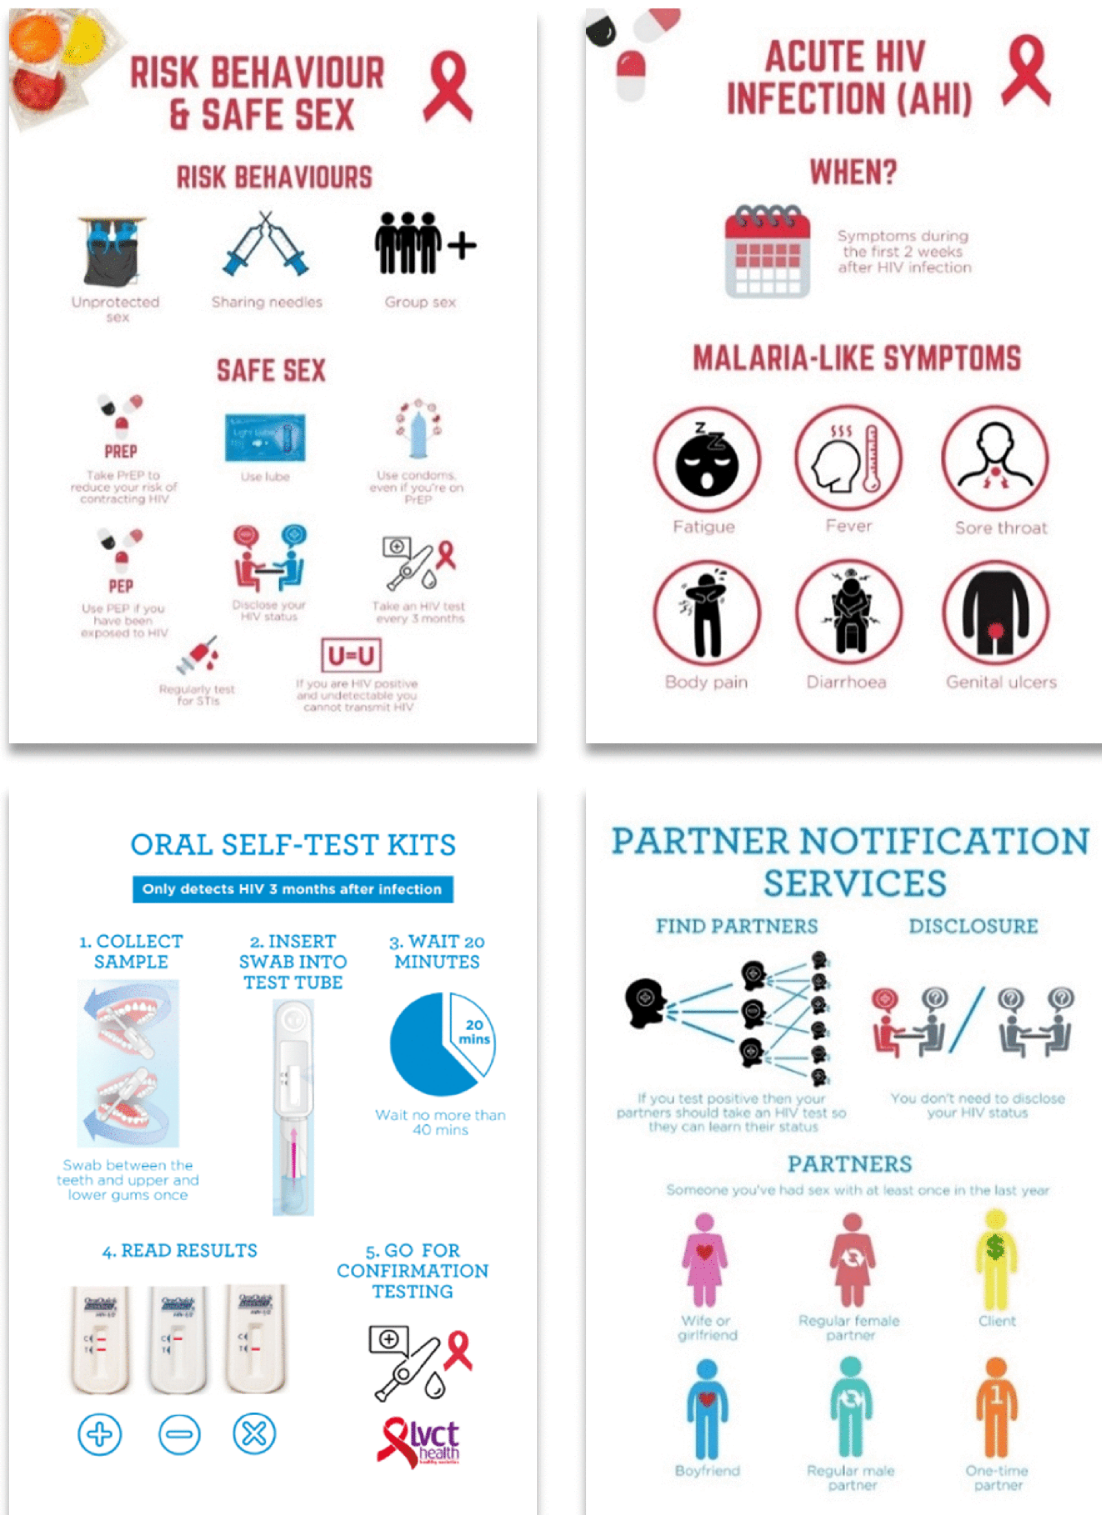 RISK BEHAVIOUR
& SAFE SEX
RISK BEHAVIOURS
Unprotected
sex
Sharing needles
Group sex
SAFE SEX
PREP
Take PrEP to
reduce your risk of
contracting HIV
Light Lube
Use lube
Use condoms,
even if you're on
PrEP
PEP
Use PEP if you
have been
exposed to HIV
Disclose your
HIV status
Take an HIV test
every 3 months
Regularly test
for STIs
U=U
If you are HIV positive
and undetectable you
cannot transmit HIV
ACUTE HIV
INFECTION (AHI)
WHEN?
Symptoms during
the first 2 weeks
after HIV infection
MALARIA-LIKE SYMPTOMS
Z Z
Fatigue
Fever
Sore throat
Body pain
Diarrhoea
Genital ulcers
ORAL SELF-TEST KITS
Only detects HIV 3 months after infection
1. COLLECT
SAMPLE
Swab between the
teeth and upper and
lower gums once
2. INSERT
SWAB INTO
TEST TUBE
3. WAIT 20
MINUTES
20
mins
Wait no more than
40 mins
4. READ RESULTS
C
T
C
T
C
T
5. GO FOR
CONFIRMATION
TESTING
lvct
health
PARTNER NOTIFICATION
SERVICES
FIND PARTNERS
If you test positive then your
partners should take an HIV test so
they can learn their status
DISCLOSURE
You don't need to disclose
your HIV status
PARTNERS
Someone you've had sex with at least once in the last year
Wife or
girlfriend
Regular female
partner
$
Client
Boyfriend
Regular male
partner
1
One-time
partner